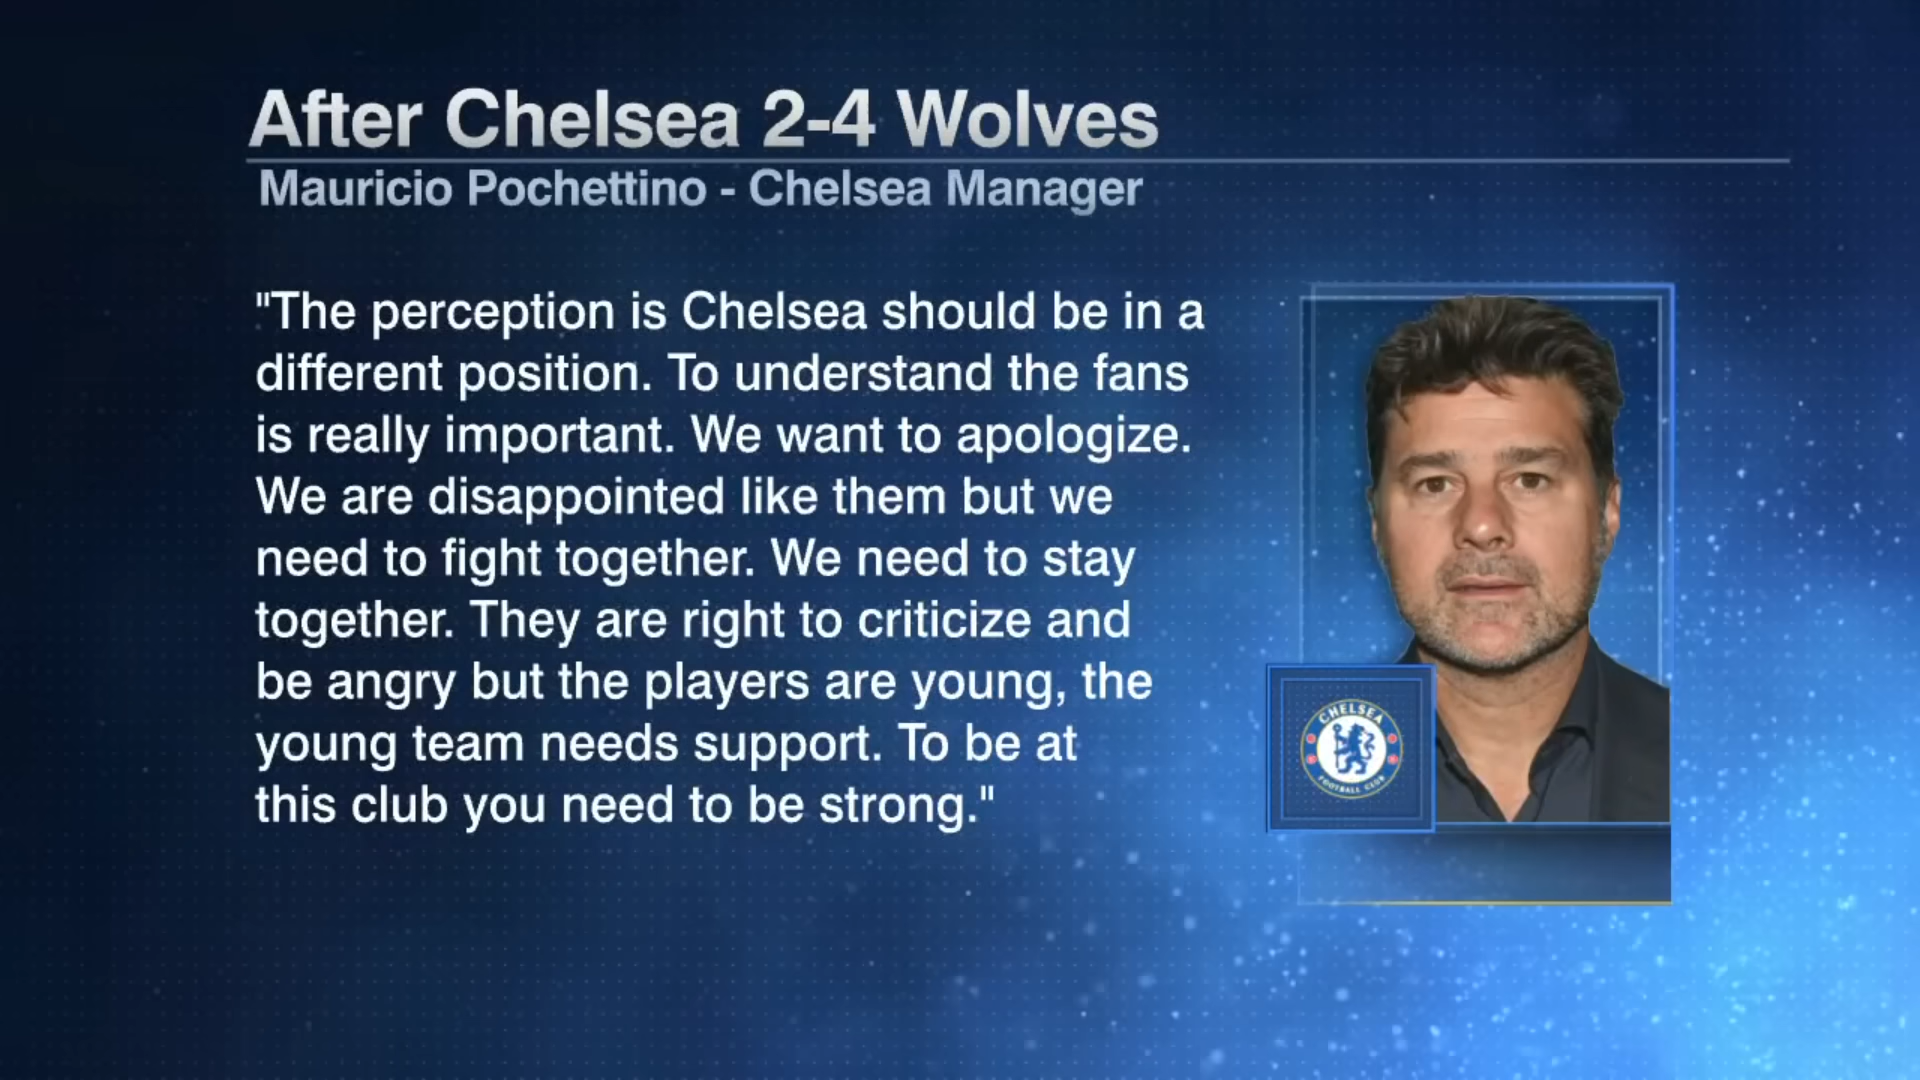 After Chelsea 2-4 Wolves
Mauricio Pochettino - Chelsea Manager
"The perception is Chelsea should be in a
different position. To understand the fans
is really important. We want to apologize.
We are disappointed like them but we
need to fight together. We need to stay
together. They are right to criticize and
be angry but the players are young, the
young team needs support. To be at
this club you need to be strong."
CHELSEA
FOOTBALL CLUB